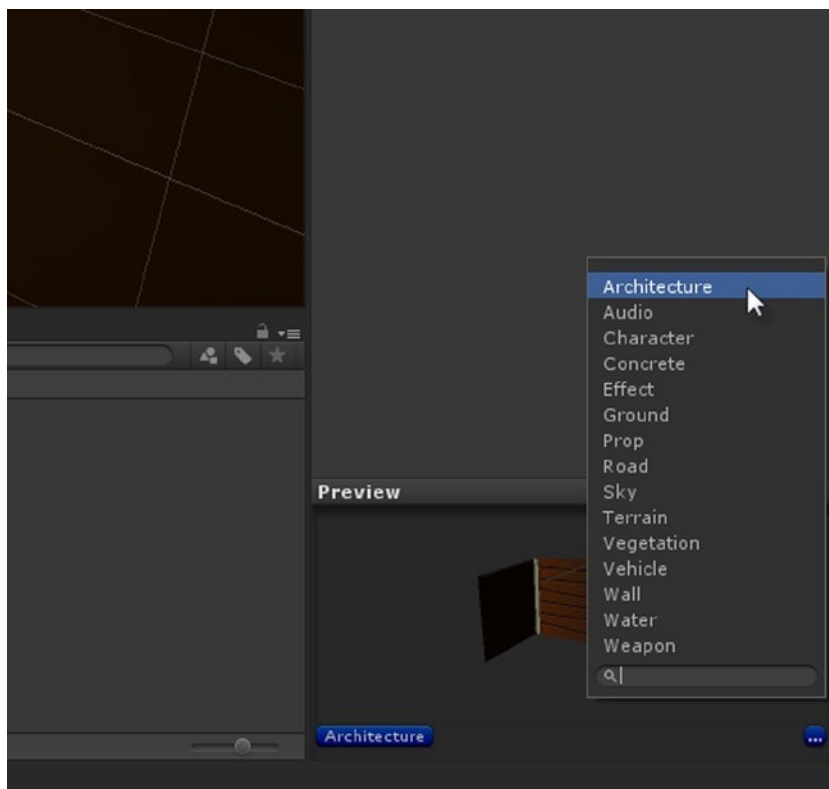 Architecture
Audio
Character
Concrete
Effect
Ground
Prop
Road
Sky
Terrain
Vegetation
Vehicle
Wall
Water
Weapon
Preview
Architecture
...